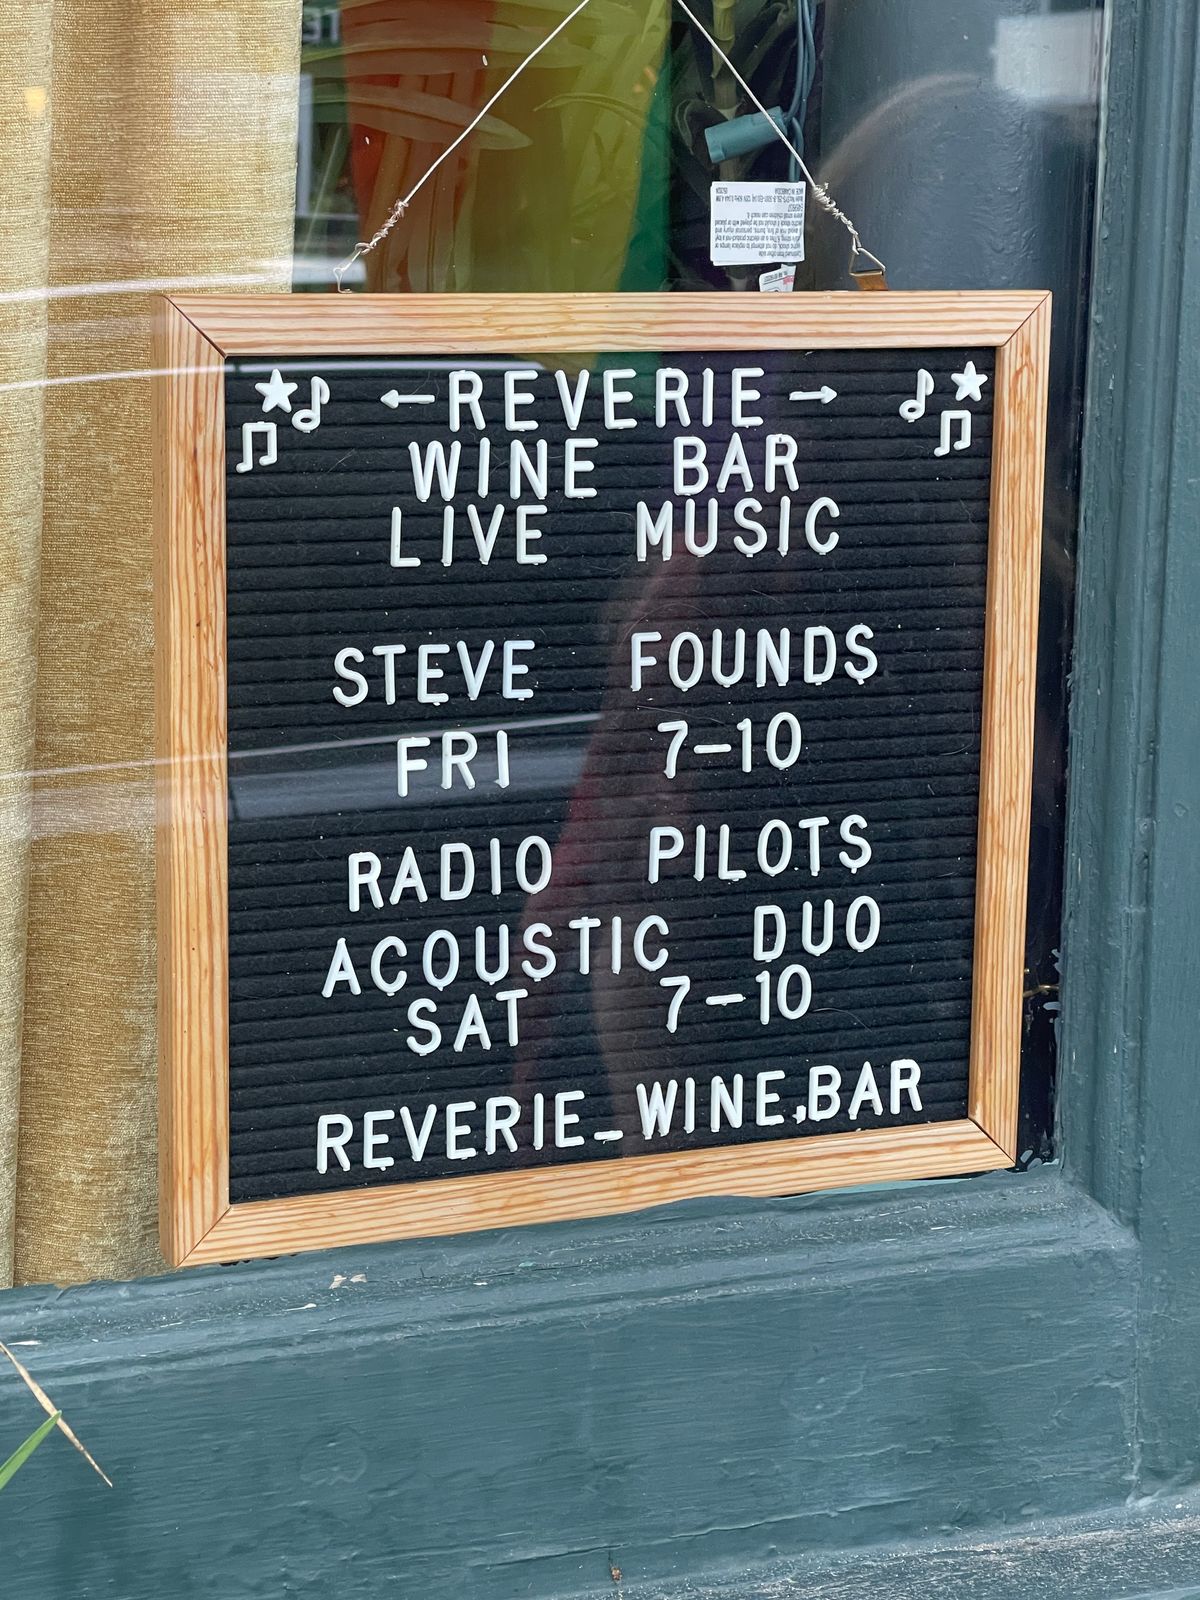 ← REVERIE →
WINE BAR
LIVE MUSIC
STEVE FOUNDS
FRI 7-10
RADIO PILOTS
ACOUSTIC DUO
SAT 7-10
REVERIE_WINE,BAR